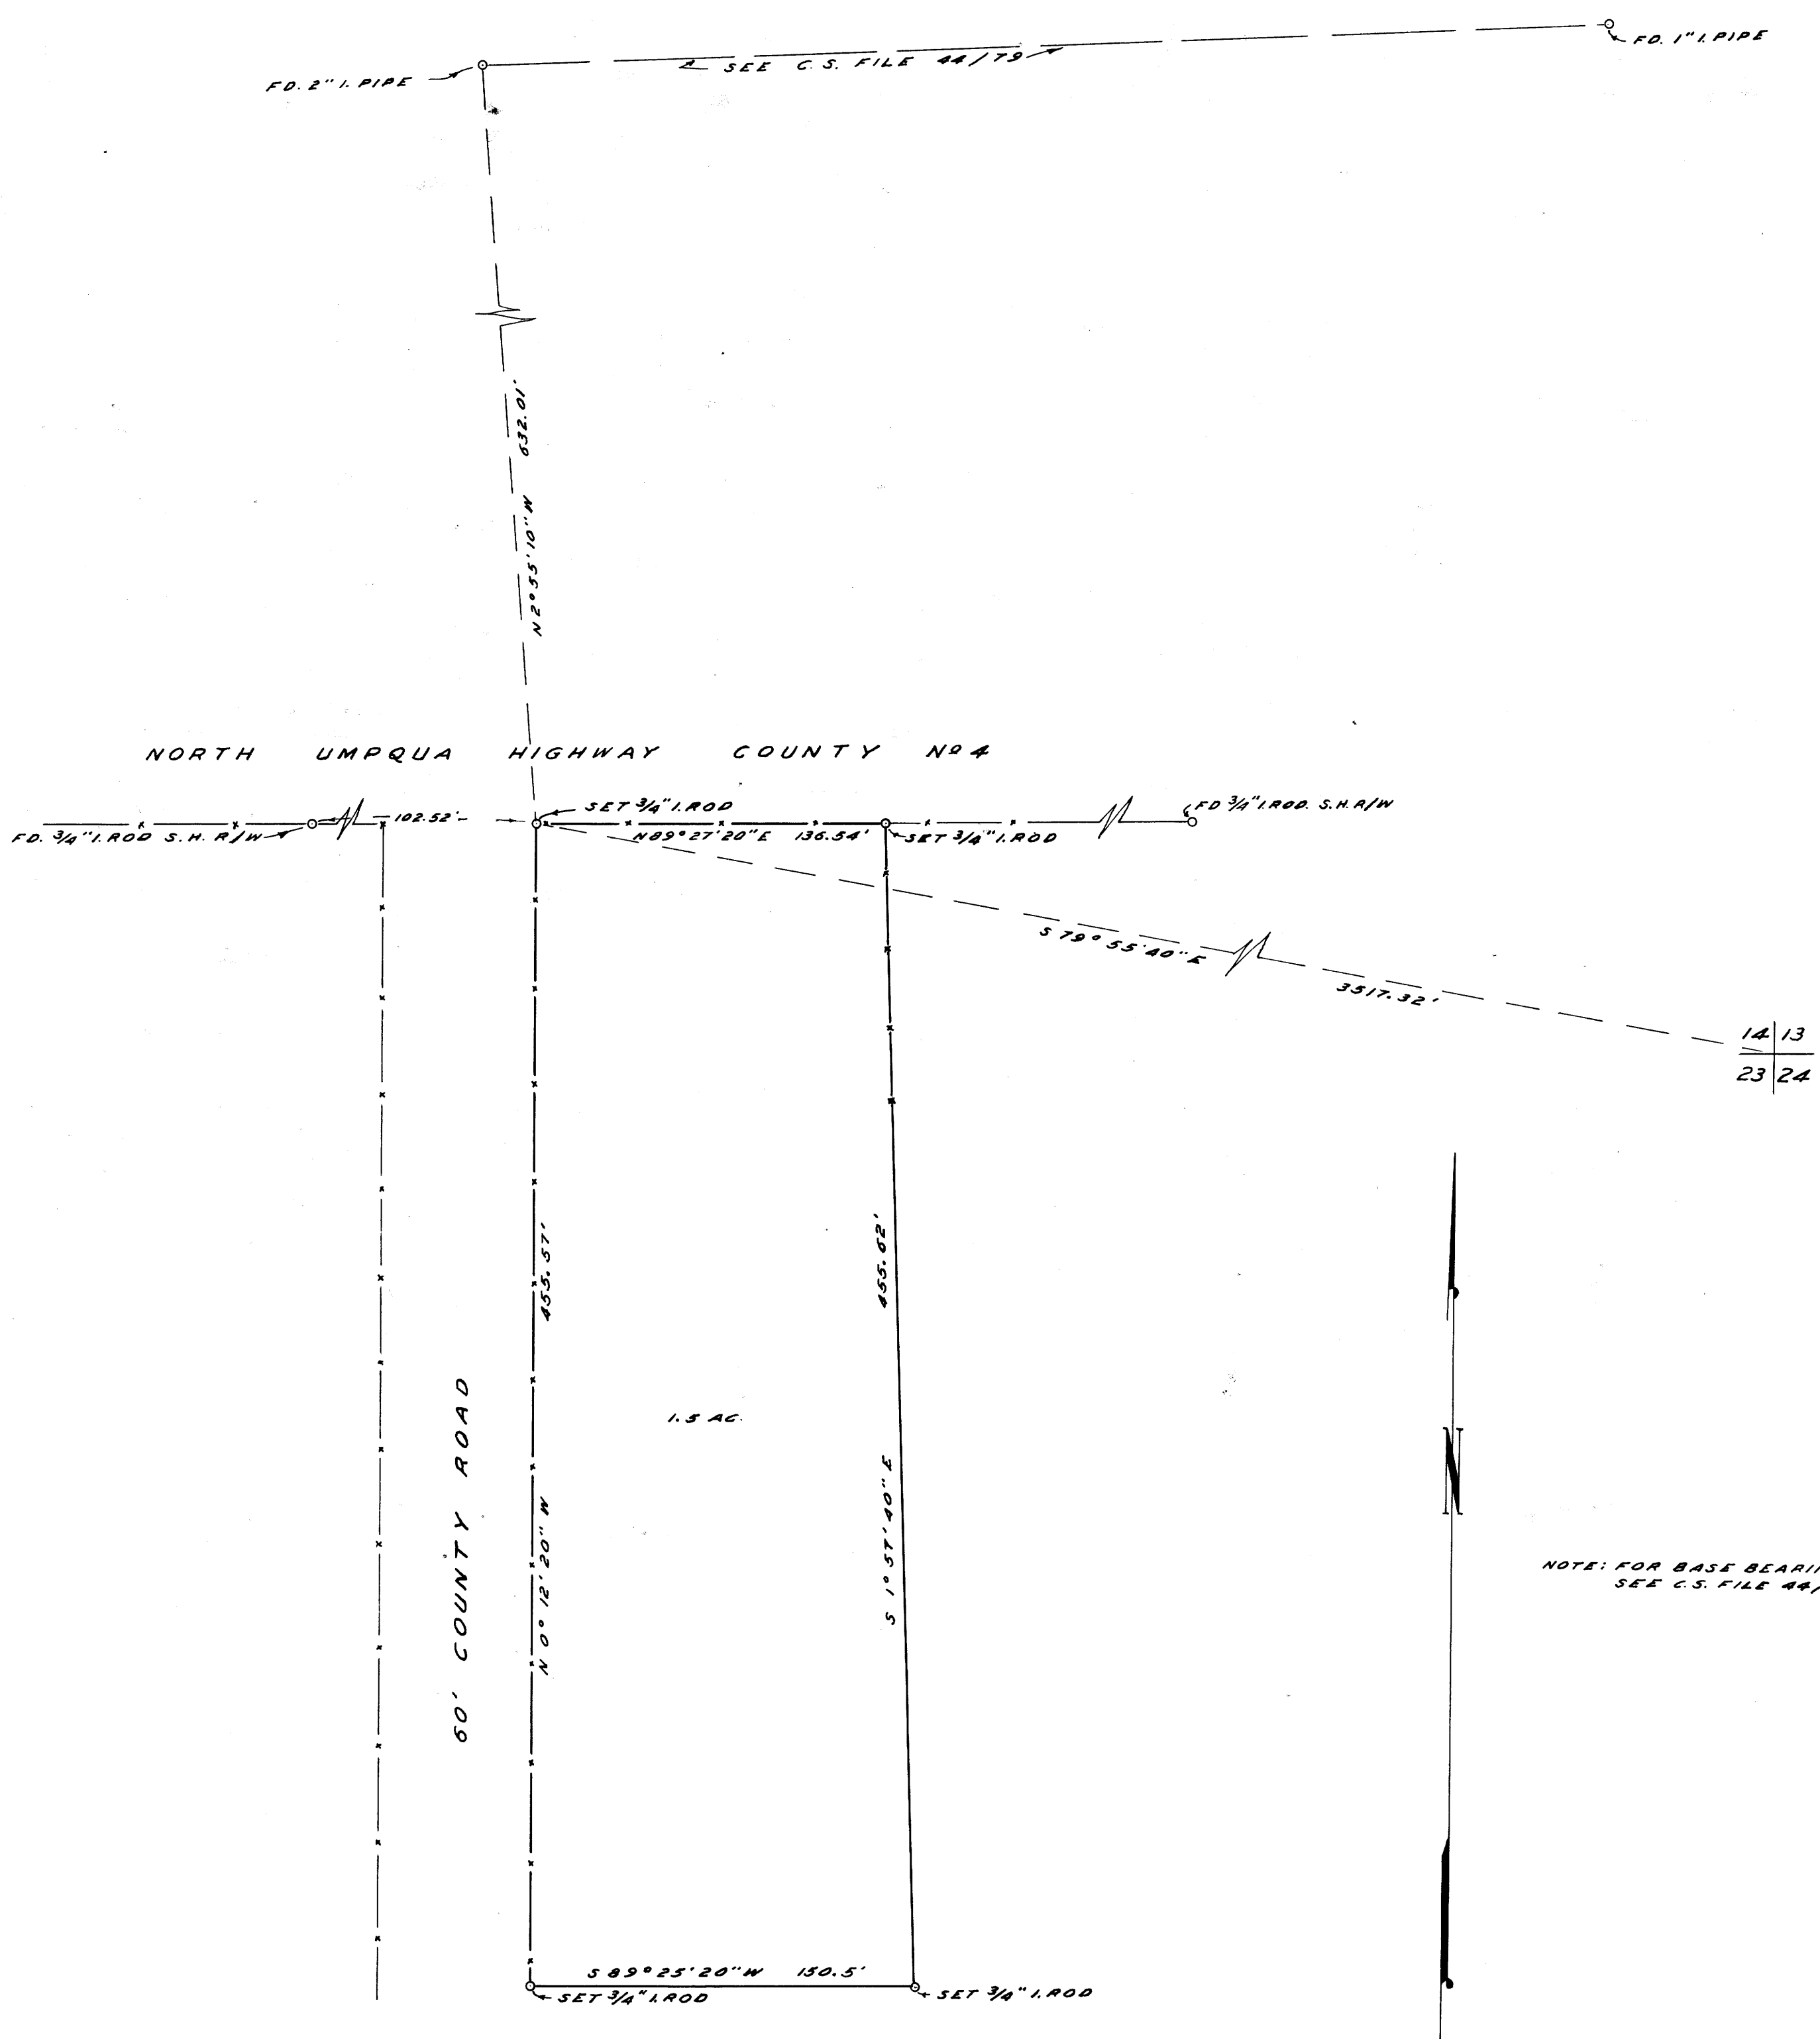 FD. 1" I. PIPE
SEE C.S. FILE 44/79
FD. 2" I. PIPE
632.01'
N 2° 55' 10" W
NORTH UMPQUA HIGHWAY COUNTY Nº 4
SET 3/4" I. ROD
FD 3/4" I. ROD. S.H. R/W
102.52'
FD. 3/4" I. ROD S.H. R/W
N 89° 27' 20" E 136.54'
SET 3/4" I. ROD
S 79° 55' 40" E
3517.32'
14 13
23 24
455.57'
455.62'
60' COUNTY ROAD
1.5 AC.
N 0° 12' 20" W
S 1° 57' 40" E
N
NOTE: FOR BASE BEARI
SEE C.S. FILE 44/
S 89° 25' 20" W 150.5'
SET 3/4" I. ROD
SET 3/4" I. ROD